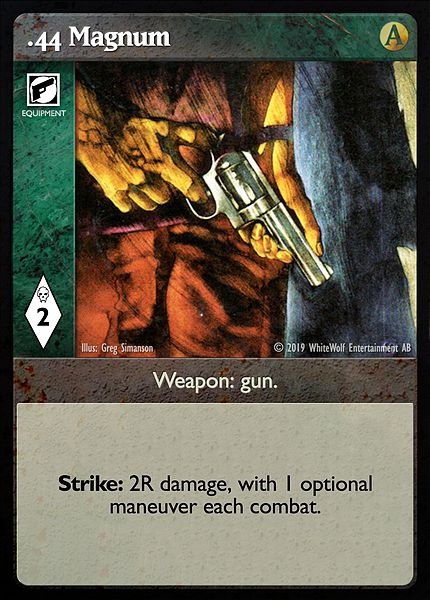 .44 Magnum
A
EQUIPMENT
2
Illus: Greg Simanson
© 2019 WhiteWolf Entertainment AB
Weapon: gun.
Strike: 2R damage, with 1 optional
maneuver each combat.